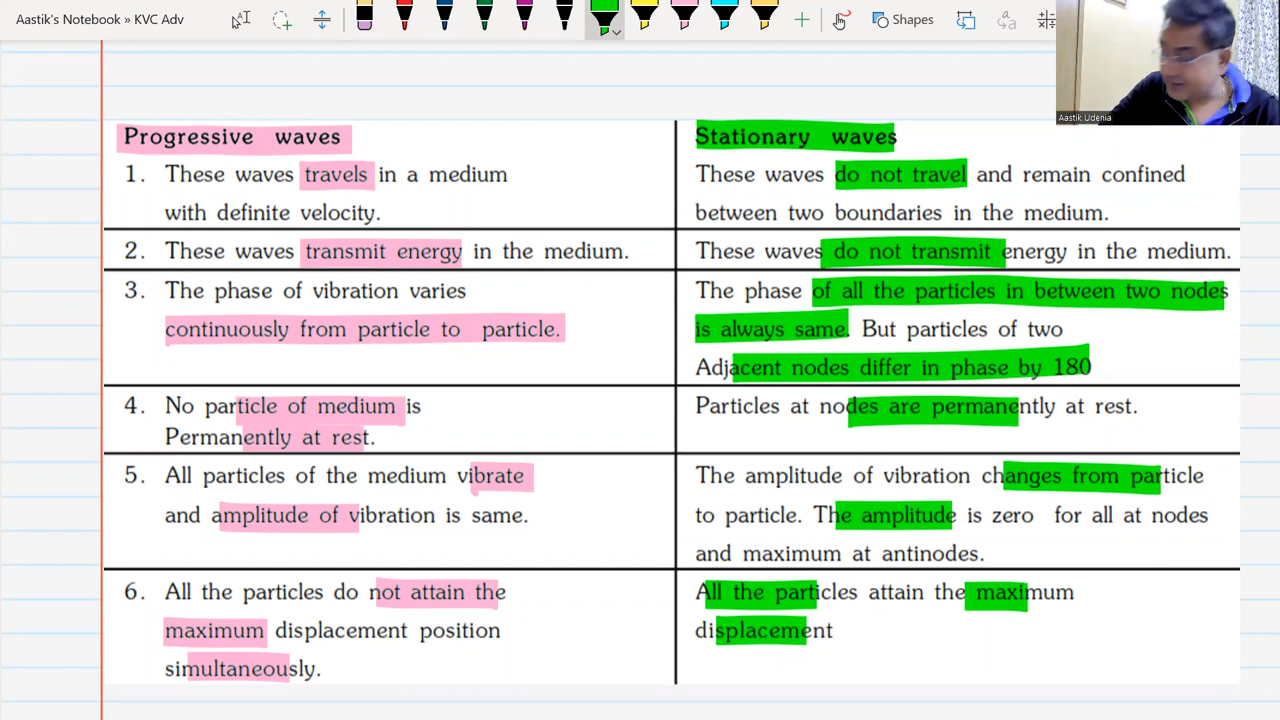 Aastik's Notebook » KVC Adv
Shapes
Aastik Udenia
Progressive waves
Stationary waves
1. These waves travels in a medium
with definite velocity.
These waves do not travel and remain confined
between two boundaries in the medium.
2. These waves transmit energy in the medium.
These waves do not transmit energy in the medium.
3. The phase of vibration varies
continuously from particle to particle.
The phase of all the particles in between two nodes
is always same. But particles of two
Adjacent nodes differ in phase by 180
4. No particle of medium is
Permanently at rest.
Particles at nodes are permanently at rest.
5. All particles of the medium vibrate
and amplitude of vibration is same.
The amplitude of vibration changes from particle
to particle. The amplitude is zero for all at nodes
and maximum at antinodes.
6. All the particles do not attain the
maximum displacement position
simultaneously.
All the particles attain the maximum
displacement